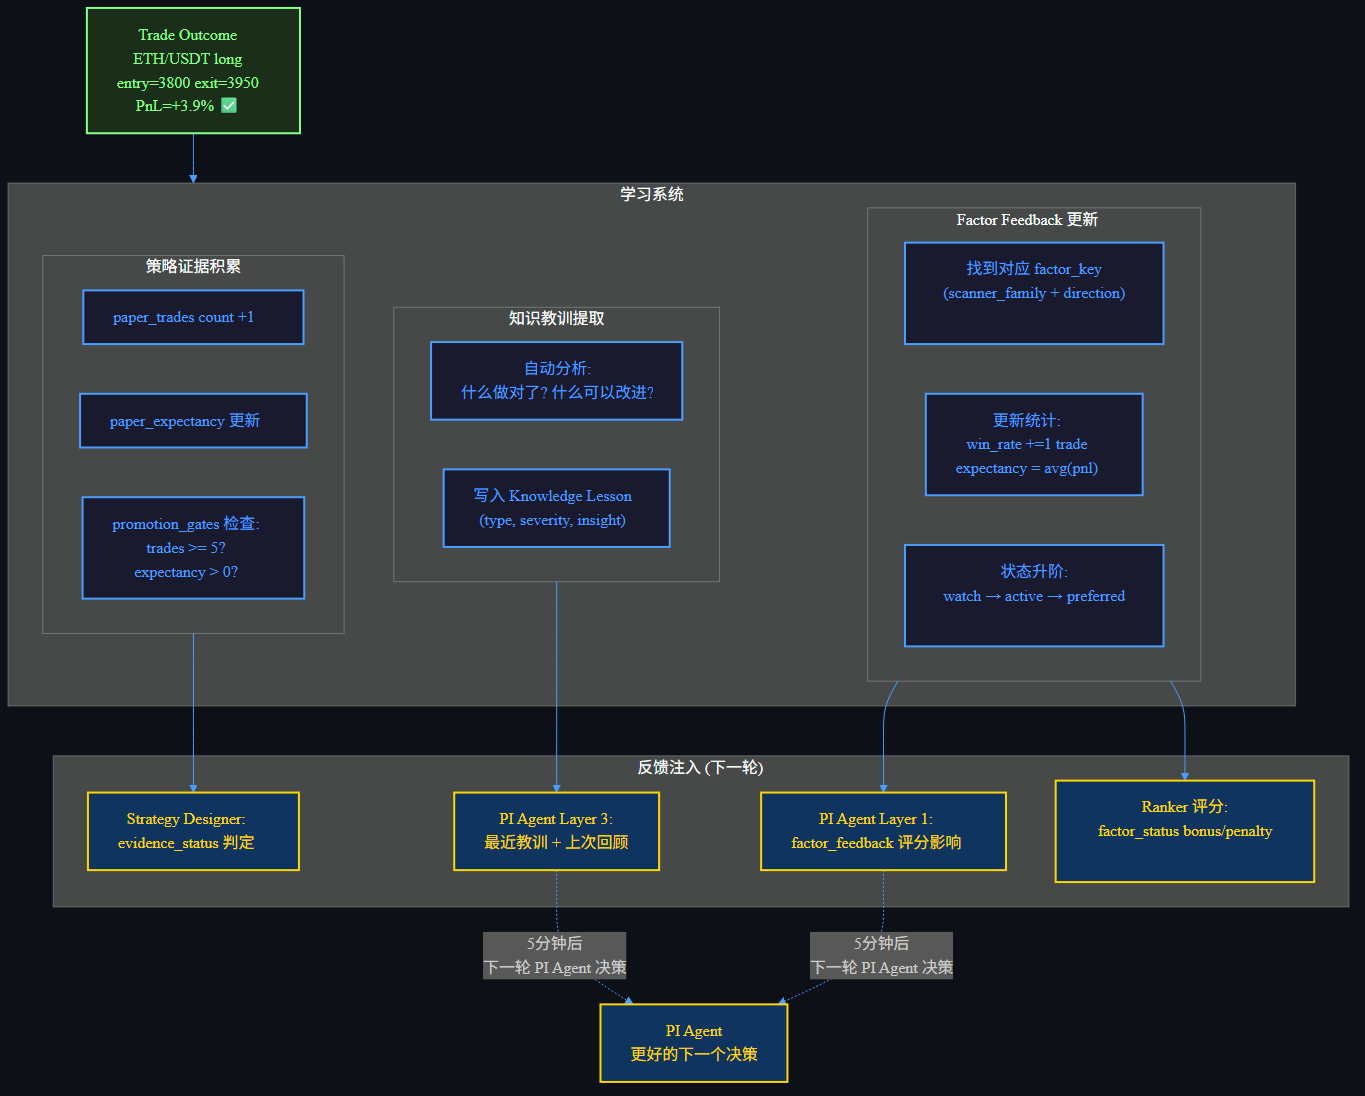 Trade Outcome
ETH/USDT long
entry=3800 exit=3950
PnL=+3.9% ✅
学习系统
策略证据积累
paper_trades count +1
paper_expectancy 更新
promotion_gates 检查:
trades >= 5?
expectancy > 0?
知识教训提取
自动分析:
什么做对了? 什么可以改进?
写入 Knowledge Lesson
(type, severity, insight)
Factor Feedback 更新
找到对应 factor_key
(scanner_family + direction)
更新统计:
win_rate +=1 trade
expectancy = avg(pnl)
状态升阶:
watch → active → preferred
反馈注入 (下一轮)
Strategy Designer:
evidence_status 判定
PI Agent Layer 3:
最近教训 + 上次回顾
PI Agent Layer 1:
factor_feedback 评分影响
Ranker 评分:
factor_status bonus/penalty
5分钟后
下一轮 PI Agent 决策
5分钟后
下一轮 PI Agent 决策
PI Agent
更好的下一个决策